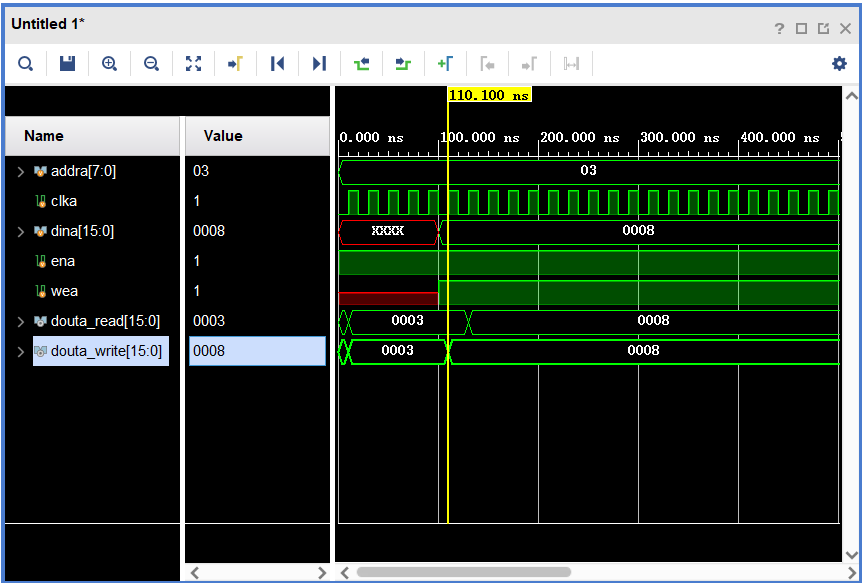 Untitled 1*
110.100 ns
Name Value
0.000 ns 100.000 ns 200.000 ns 300.000 ns 400.000 ns 5
addra[7:0] 03 03
clka 1
dina[15:0] 0008 XXXX 0008
ena 1
wea 1
douta_read[15:0] 0003 0003 0008
douta_write[15:0] 0008 0003 0008